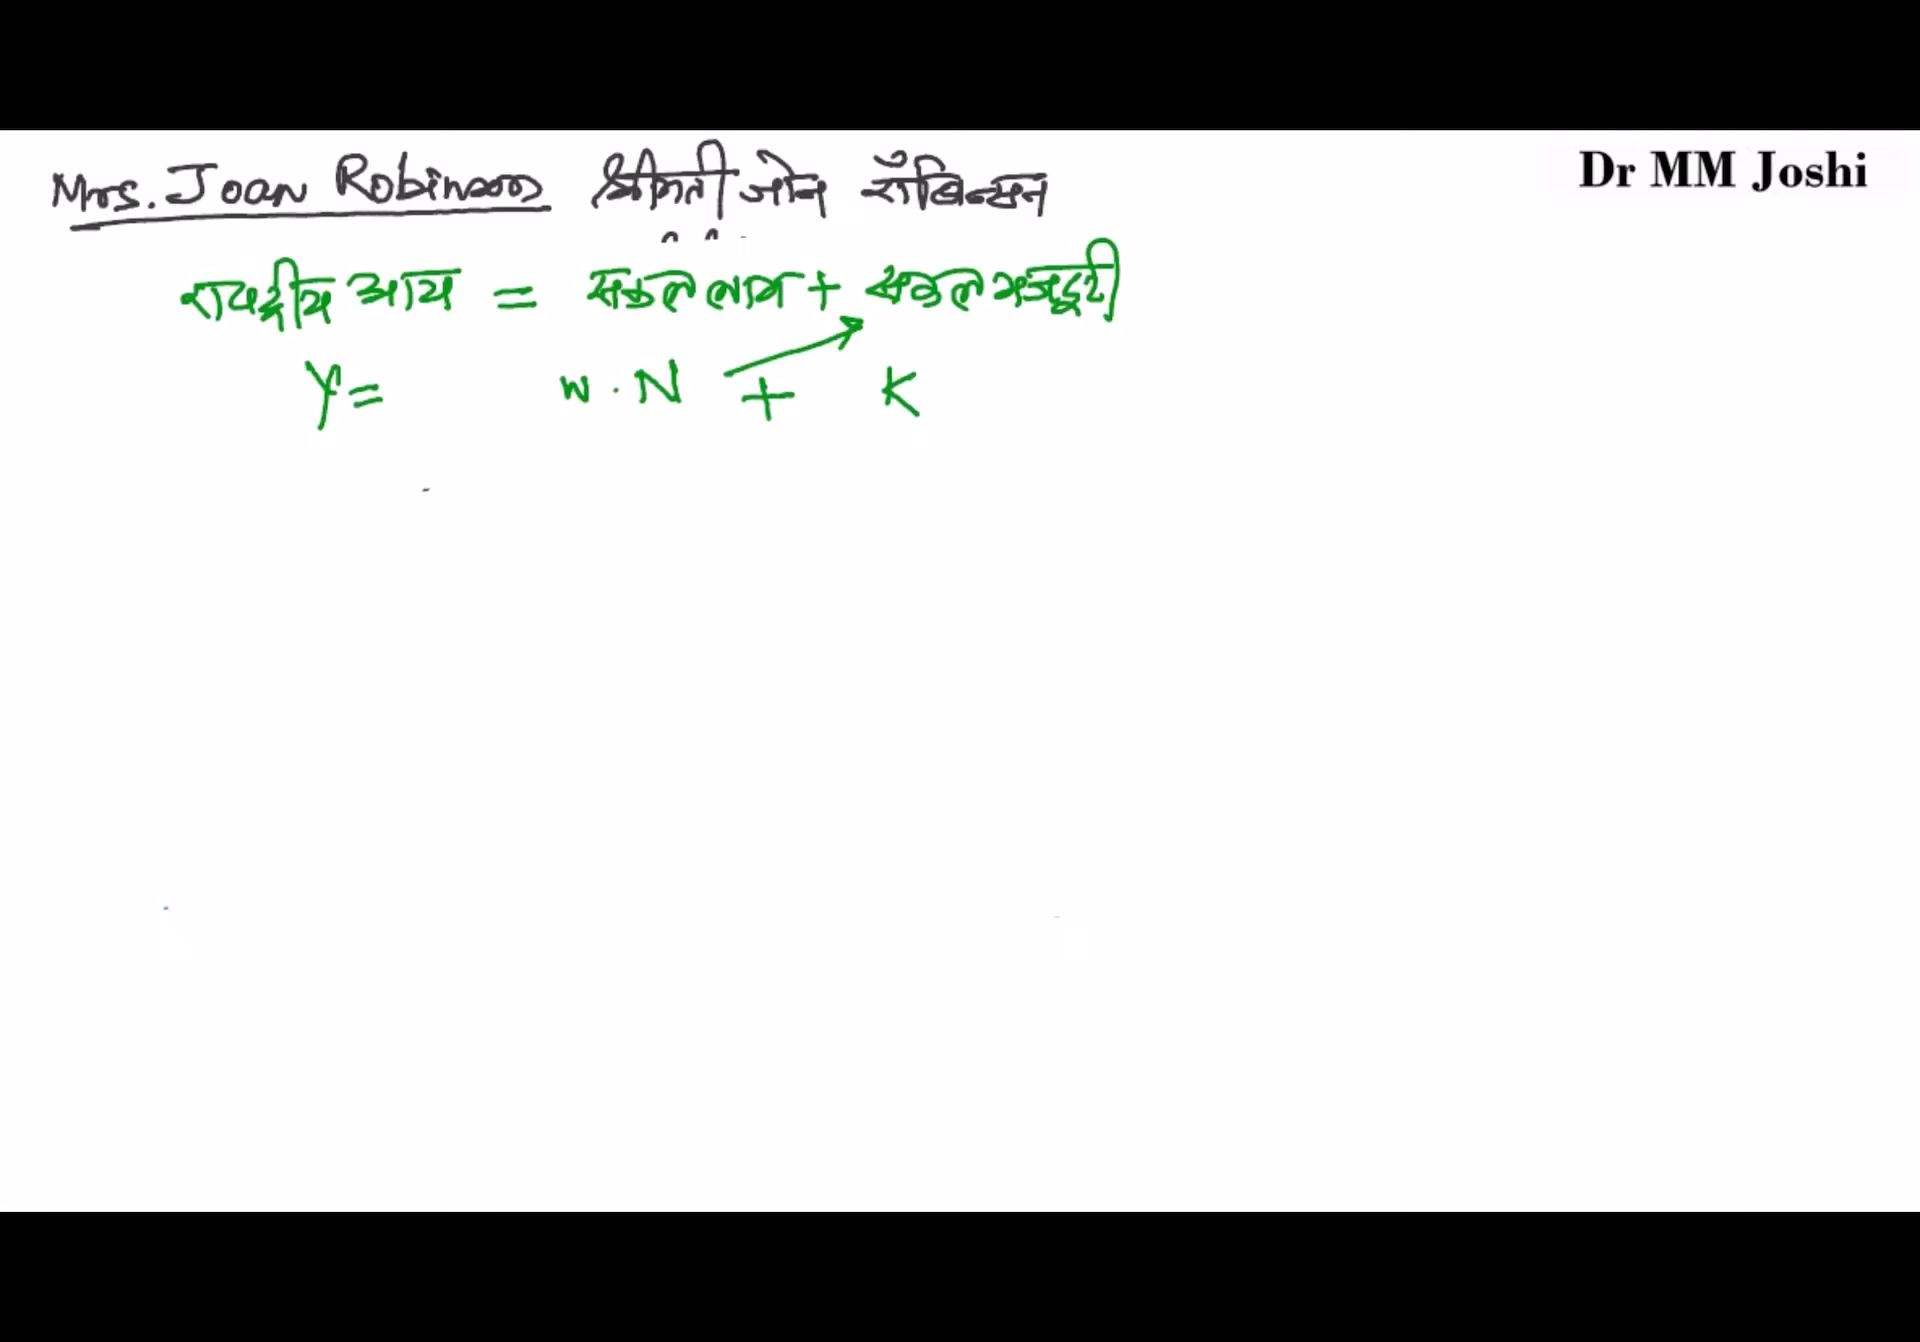 Mrs. Joan Robinson श्रीमती जोन रॉबिन्सन
Dr MM Joshi
राष्ट्रीय आय = सकल लाभ + सकल मजदूरी
Y = w . N + K